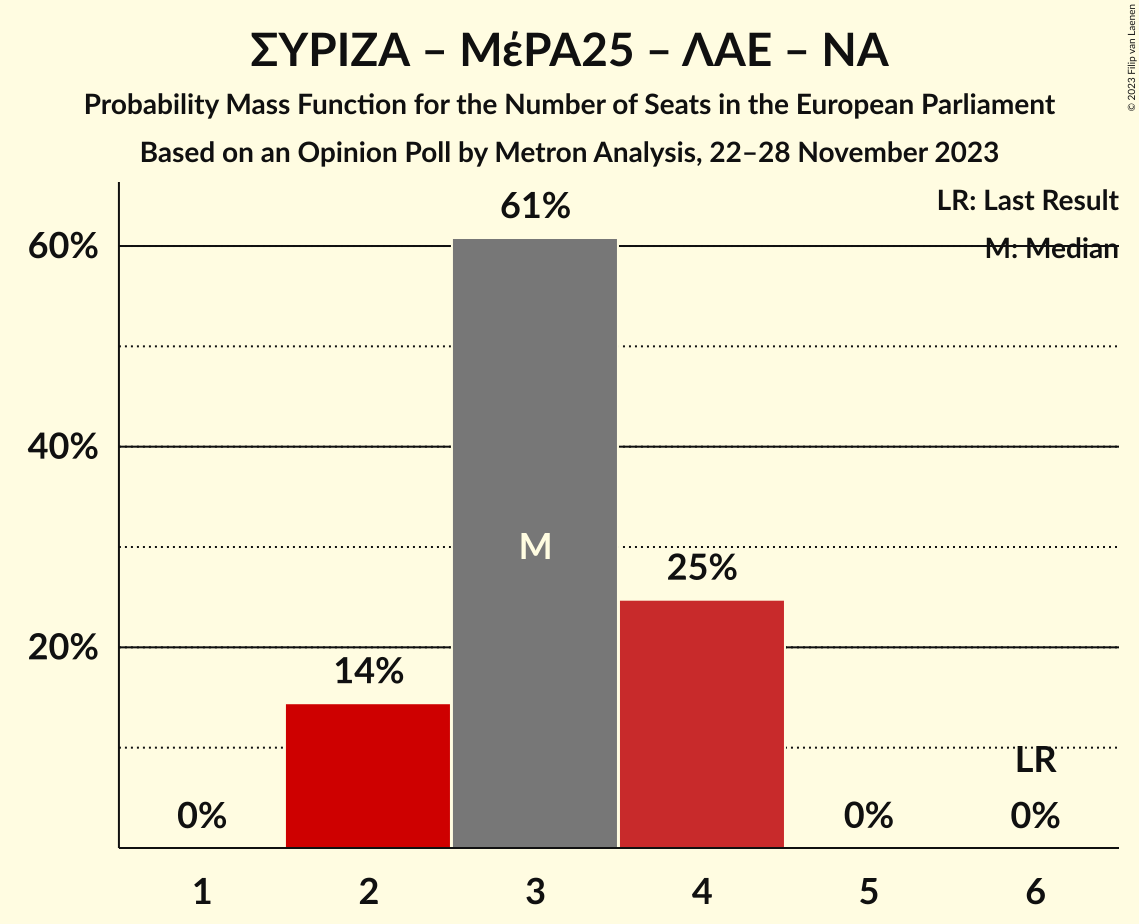 ΣΥΡΙΖΑ – ΜέΡΑ25 – ΛΑΕ – ΝΑ
Probability Mass Function for the Number of Seats in the European Parliament
Based on an Opinion Poll by Metron Analysis, 22–28 November 2023
© 2023 Filip van Laenen
LR: Last Result
M: Median
61%
60%
40%
M
25%
20%
14%
LR
0%
0%
0%
1
2
3
4
5
6